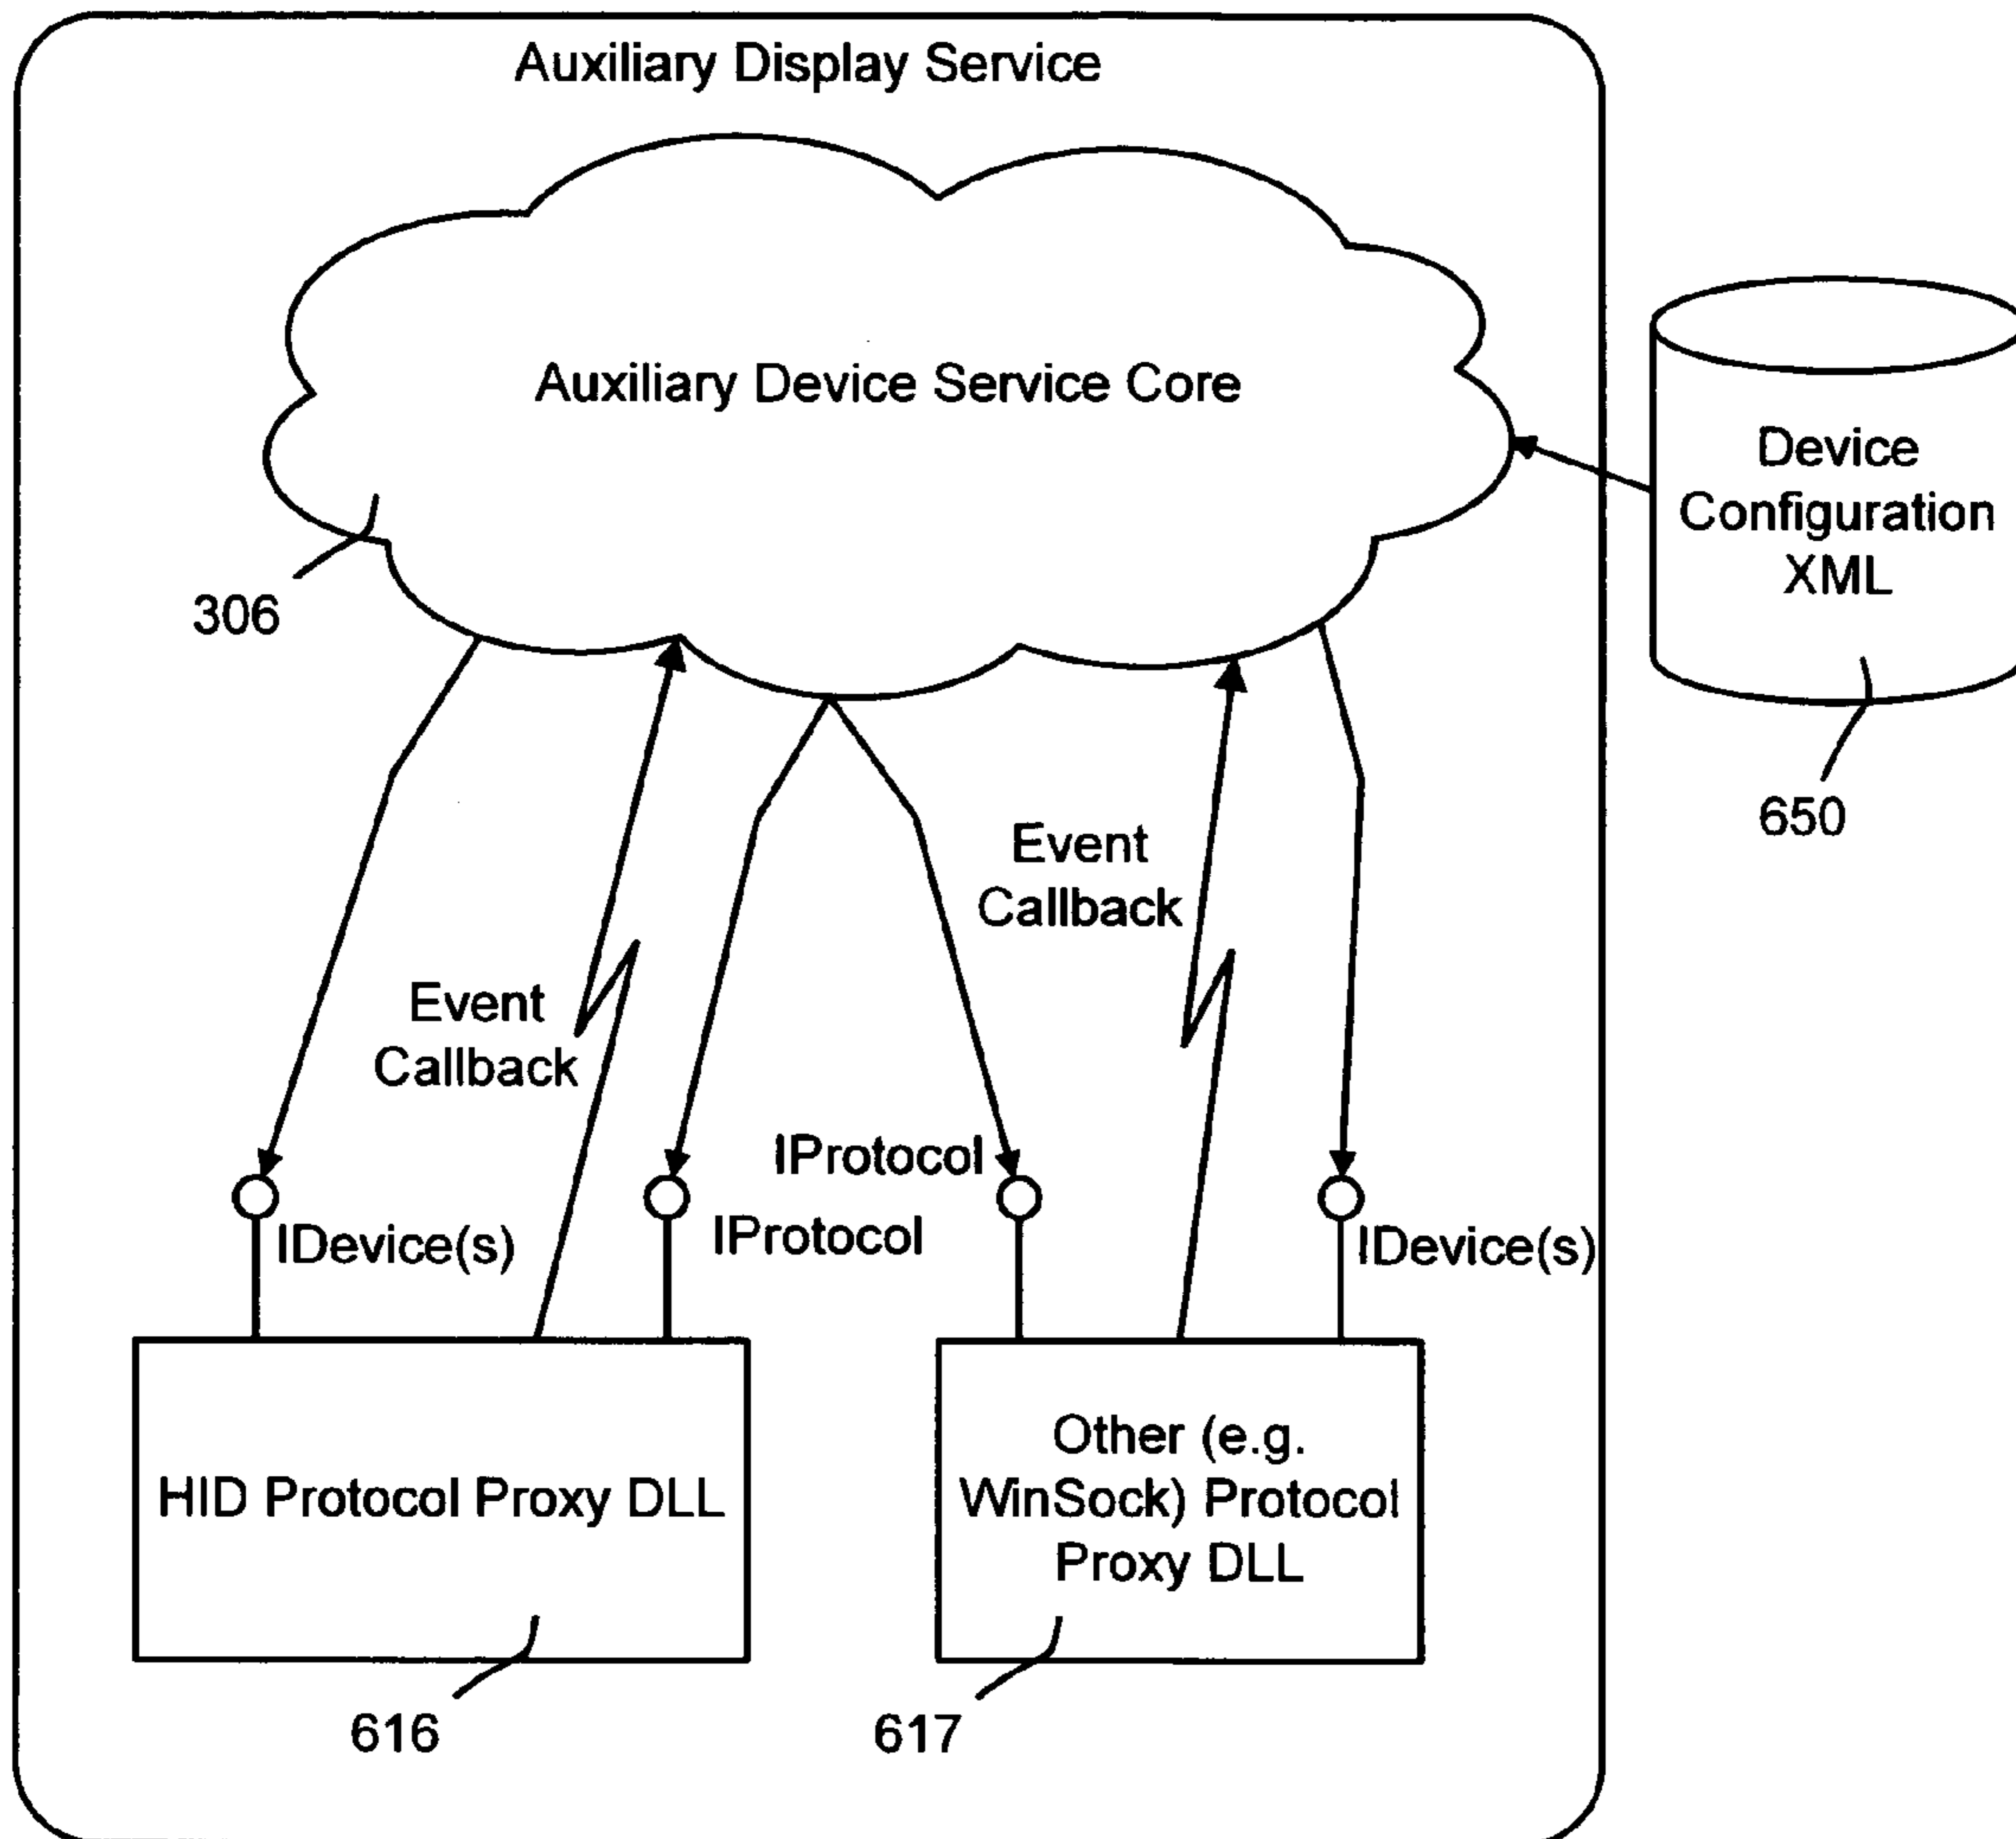 Auxiliary Display Service
Auxiliary Device Service Core
Device
Configuration
XML
306
650
Event
Callback
Event
Callback
IProtocol
IProtocol
IDevice(s)
IDevice(s)
HID Protocol Proxy DLL
Other (e.g.
WinSock) Protocol
Proxy DLL
616
617